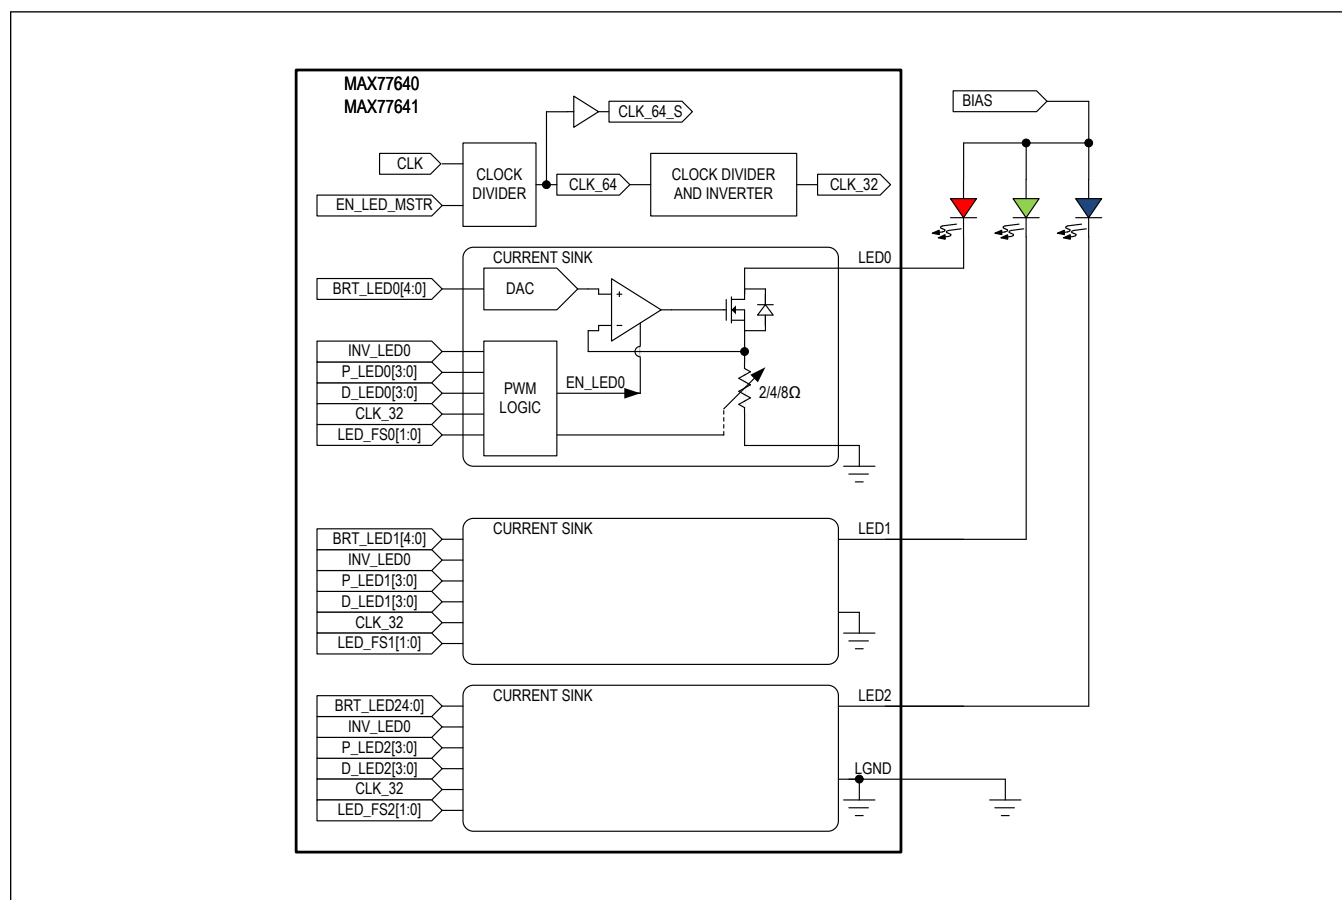 MAX77640
MAX77641
CLK_64_S
BIAS
CLK
CLOCK
DIVIDER
CLK_64
CLOCK DIVIDER
AND INVERTER
CLK_32
EN_LED_MSTR
CURRENT SINK
LED0
BRT_LED0[4:0]
DAC
+
−
INV_LED0
P_LED0[3:0]
D_LED0[3:0]
CLK_32
LED_FS0[1:0]
PWM
LOGIC
EN_LED0
2/4/8Ω
CURRENT SINK
LED1
BRT_LED1[4:0]
INV_LED0
P_LED1[3:0]
D_LED1[3:0]
CLK_32
LED_FS1[1:0]
CURRENT SINK
LED2
BRT_LED24:0]
INV_LED0
P_LED2[3:0]
D_LED2[3:0]
CLK_32
LED_FS2[1:0]
LGND